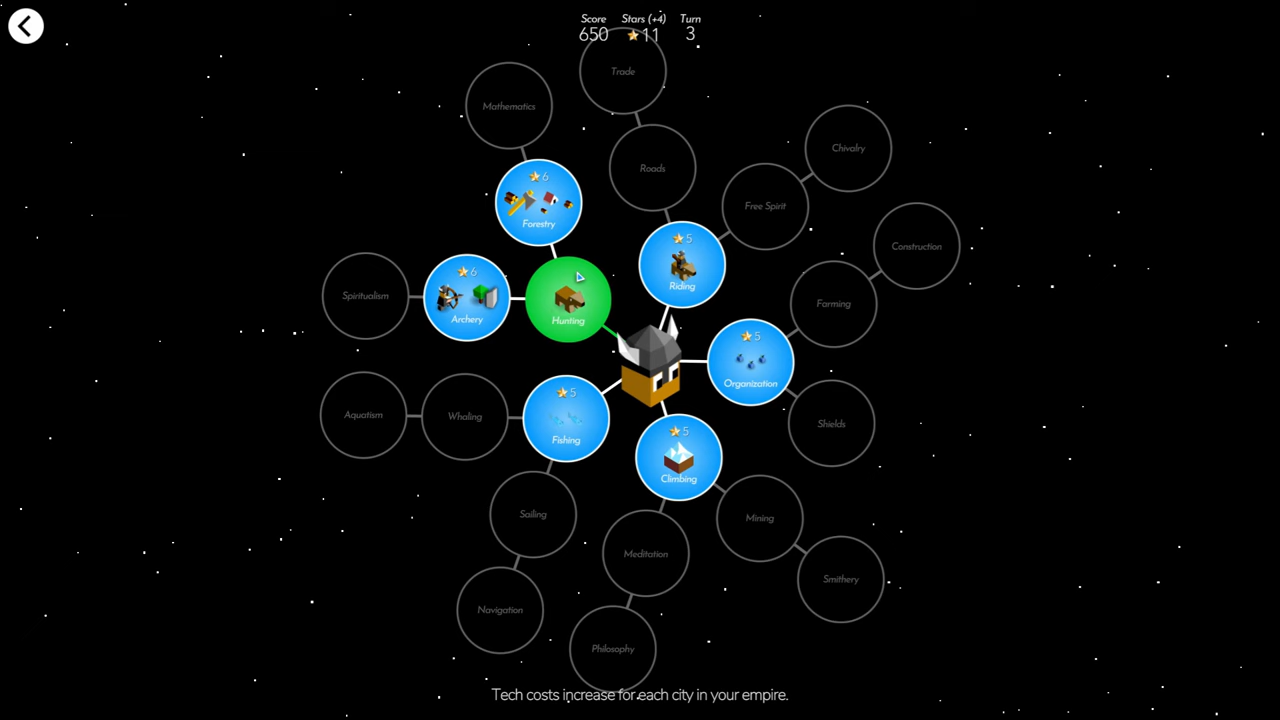 Score Stars (+4) Turn
650 11 3
Trade
Mathematics
Chivalry
Roads
6
Free Spirit
Forestry
5
Construction
Riding
6
Spiritualism
Archery
Hunting
Farming
5
Organization
5
Aquatism
Whaling
Fishing
5
Shields
Climbing
Sailing
Mining
Meditation
Smithery
Navigation
Philosophy
Tech costs increase for each city in your empire.